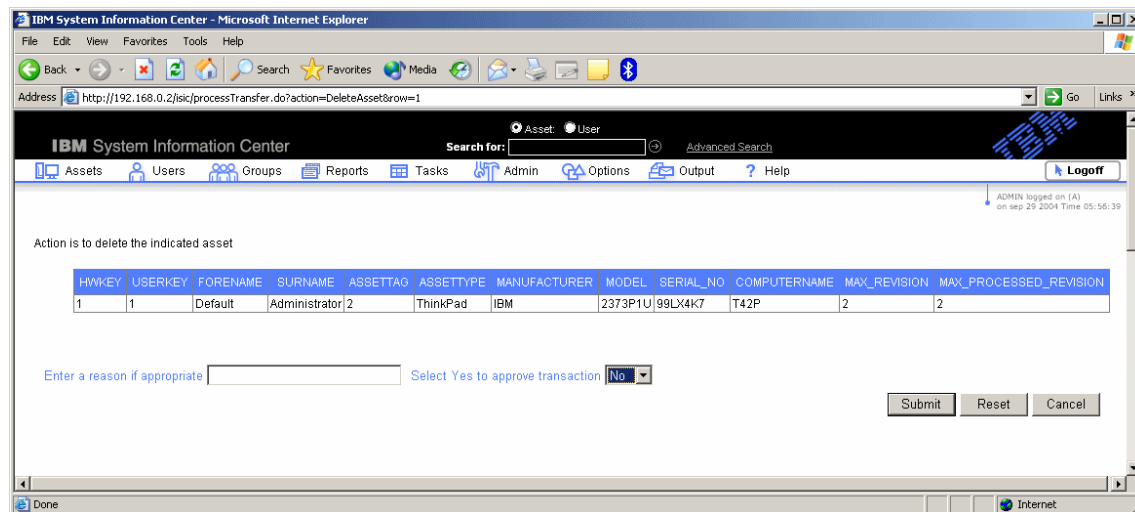 IBM System Information Center - Microsoft Internet Explorer
File Edit View Favorites Tools Help
Back Search Favorites Media
Address http://192.168.0.2/isic/processTransfer.do?action=DeleteAsset&row=1 Go Links »
Asset: User
IBM System Information Center Search for: Advanced Search IBM
Assets Users Groups Reports Tasks Admin Options Output ? Help Logoff
ADMIN logged on (A)
on sep 29 2004 Time 05:56:39
Action is to delete the indicated asset
HWKEY USERKEY FORENAME SURNAME ASSETTAG ASSETTYPE MANUFACTURER MODEL SERIAL_NO COMPUTERNAME MAX_REVISION MAX_PROCESSED_REVISION
1 1 Default Administrator 2 ThinkPad IBM 2373P1U 99LX4K7 T42P 2 2
Enter a reason if appropriate Select Yes to approve transaction No
Submit Reset Cancel
Done Internet